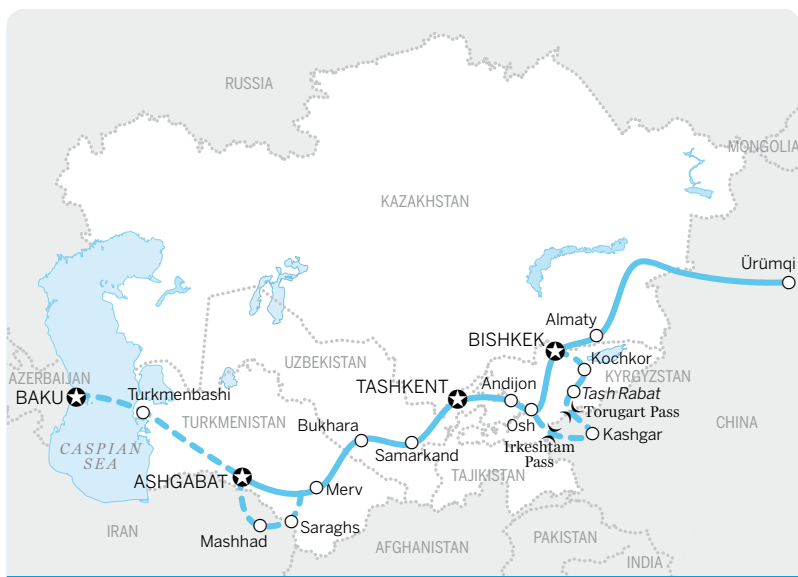 RUSSIA
MONGOLIA
KAZAKHSTAN
Ürümqi
Almaty
BISHKEK
Kochkor
UZBEKISTAN
AZERBAIJAN
KYRGYZSTAN
TASHKENT
Andijon
Tash Rabat
BAKU
Turkmenbashi
Torugart Pass
TURKMENISTAN
Bukhara
Osh
CHINA
Kashgar
Samarkand
Irkeshtam
Pass
CASPIAN
SEA
TAJIKISTAN
ASHGABAT
Merv
IRAN
Saraghs
Mashhad
AFGHANISTAN
PAKISTAN
INDIA